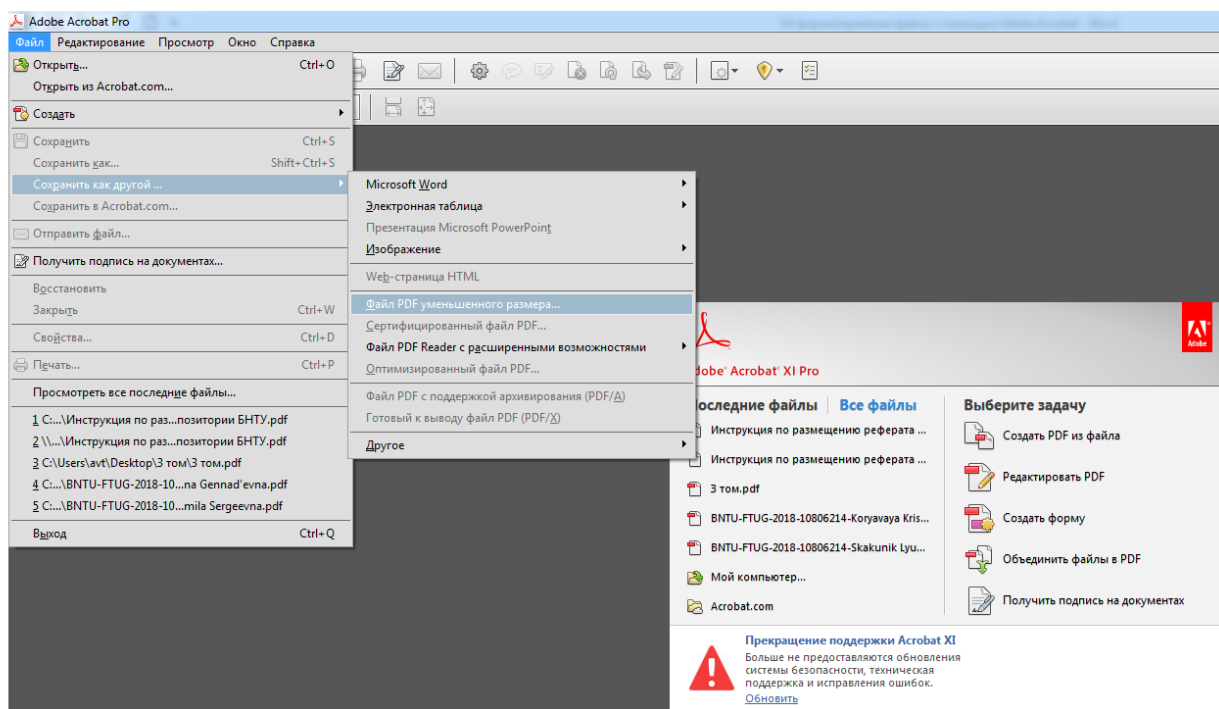 Adobe Acrobat Pro
Файл Редактирование Просмотр Окно Справка
Открыть... Ctrl+O
Открыть из Acrobat.com...
Создать
Сохранить Ctrl+S
Сохранить как... Shift+Ctrl+S
Сохранить как другой ...
Сохранить в Acrobat.com...
Отправить файл...
Получить подпись на документах...
Восстановить
Закрыть Ctrl+W
Свойства... Ctrl+D
Печать... Ctrl+P
Просмотреть все последние файлы...
1 C:...\Инструкция по раз...позитории БНТУ.pdf
2 \\...\Инструкция по раз...позитории БНТУ.pdf
3 C:\Users\avt\Desktop\3 том\3 том.pdf
4 C:...\BNTU-FTUG-2018-10...na Gennad'evna.pdf
5 C:...\BNTU-FTUG-2018-10...mila Sergeevna.pdf
Выход Ctrl+Q
Microsoft Word
Электронная таблица
Презентация Microsoft PowerPoint
Изображение
Web-страница HTML
Файл PDF уменьшенного размера...
Сертифицированный файл PDF...
Файл PDF Reader с расширенными возможностями
Оптимизированный файл PDF...
Файл PDF с поддержкой архивирования (PDF/A)
Готовый к выводу файл PDF (PDF/X)
Другое
Adobe
dobe® Acrobat® XI Pro
оследние файлы Все файлы
Инструкция по размещению реферата ...
Инструкция по размещению реферата ...
3 том.pdf
BNTU-FTUG-2018-10806214-Koryavaya Kris...
BNTU-FTUG-2018-10806214-Skakunik Lyu...
Мой компьютер...
Acrobat.com
Выберите задачу
Создать PDF из файла
Редактировать PDF
Создать форму
Объединить файлы в PDF
Получить подпись на документах
Прекращение поддержки Acrobat XI
Больше не предоставляются обновления
системы безопасности, техническая
поддержка и исправления ошибок.
Обновить